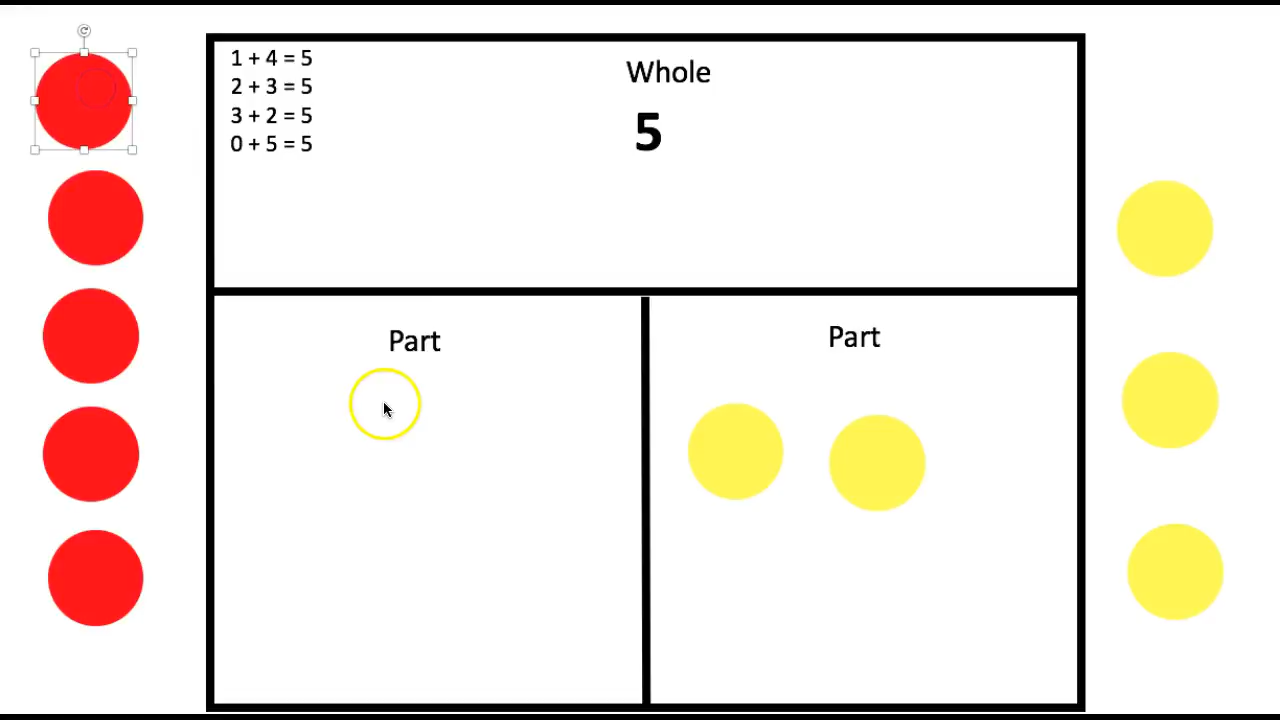 1 + 4 = 5
2 + 3 = 5
3 + 2 = 5
0 + 5 = 5
Whole
5
Part
Part